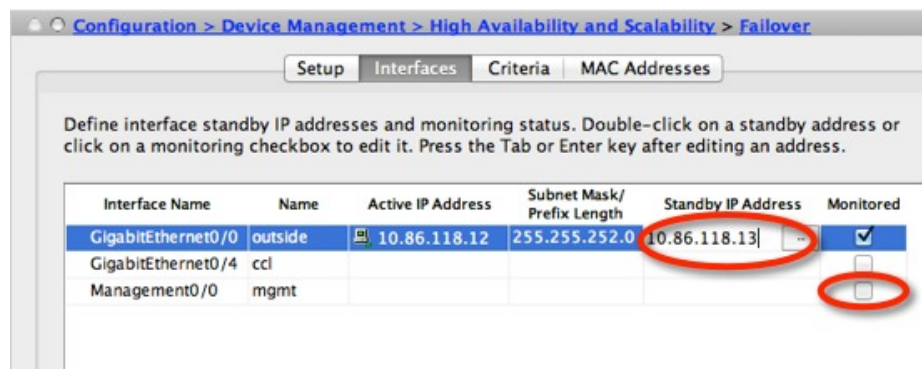 Configuration > Device Management > High Availability and Scalability > Failover
Setup Interfaces Criteria MAC Addresses
Define interface standby IP addresses and monitoring status. Double-click on a standby address or
click on a monitoring checkbox to edit it. Press the Tab or Enter key after editing an address.
Interface Name Name Active IP Address Subnet Mask/ Prefix Length Standby IP Address Monitored
GigabitEthernet0/0 outside 10.86.118.12 255.255.252.0 10.86.118.13 ...
GigabitEthernet0/4 ccl
Management0/0 mgmt